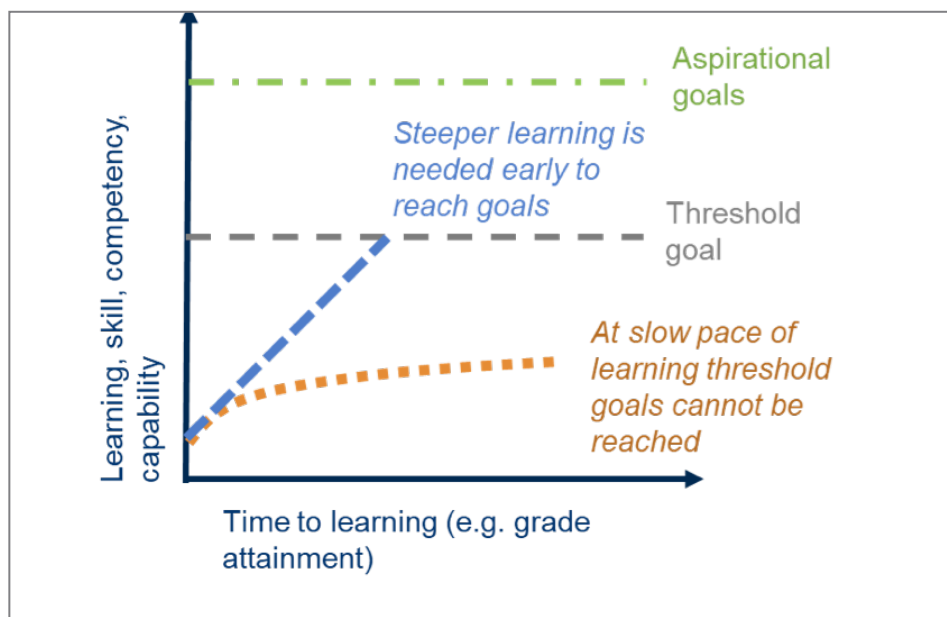 Aspirational
goals
Steeper learning is
needed early to
reach goals
Threshold
goal
At slow pace of
learning threshold
goals cannot be
reached
Learning, skill, competency,
capability
Time to learning (e.g. grade
attainment)